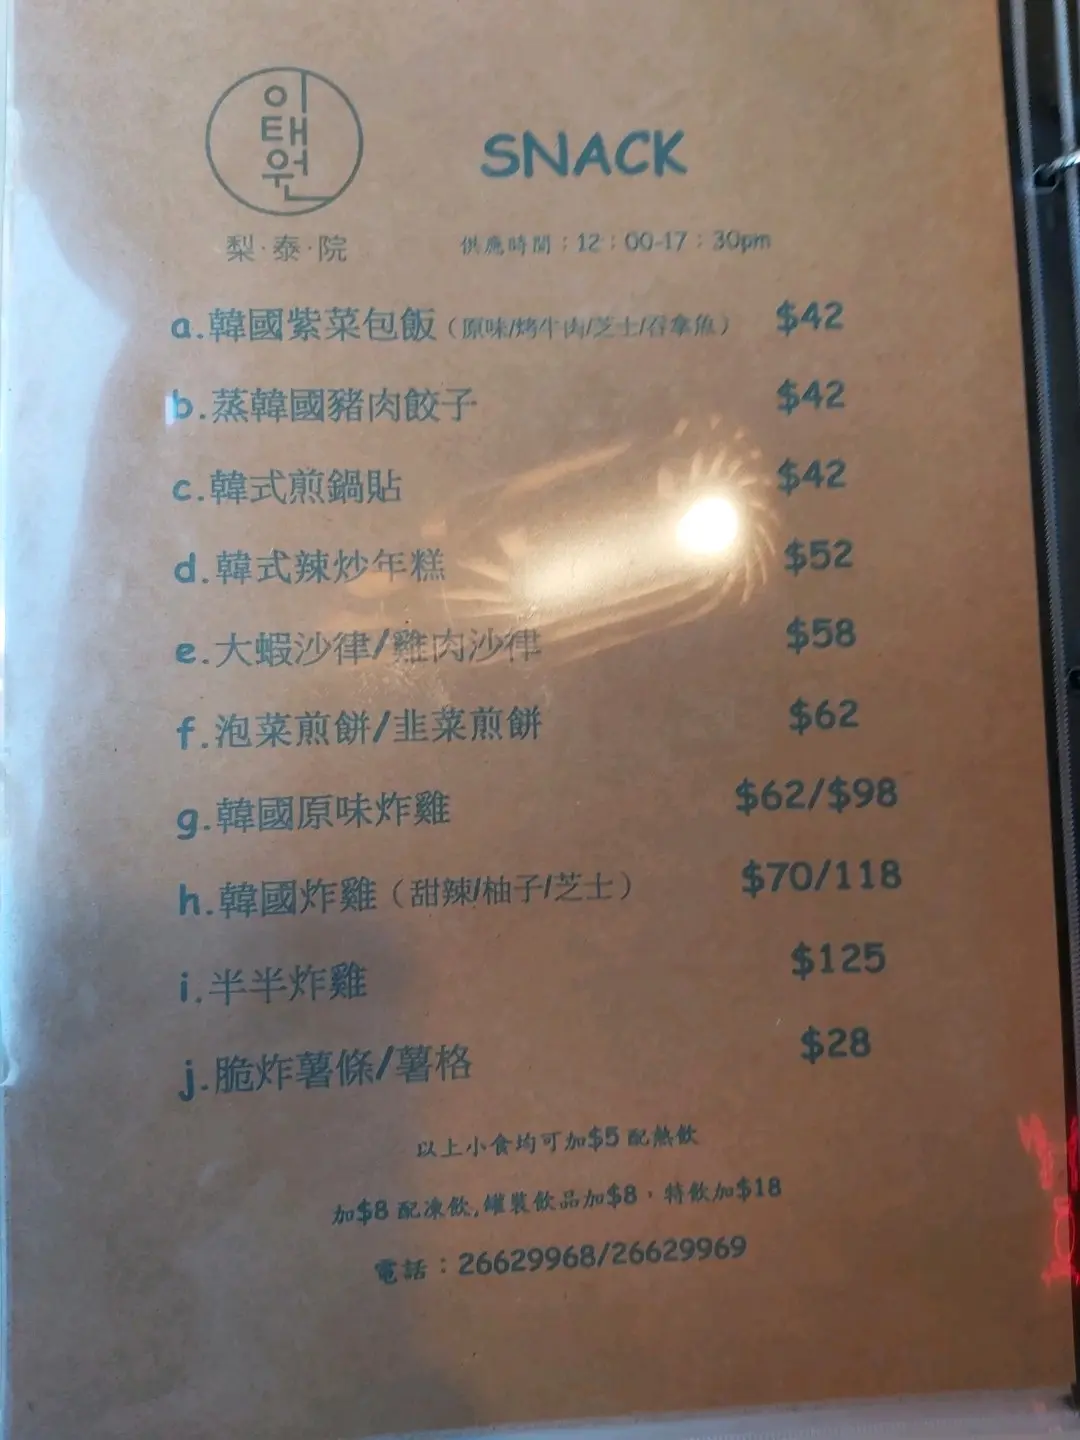 이
태
원
SNACK
梨·泰·院
供應時間：12：00-17：30pm
a.韓國紫菜包飯（原味/烤牛肉/芝士/吞拿魚） $42
b.蒸韓國豬肉餃子 $42
c.韓式煎鍋貼 $42
d.韓式辣炒年糕 $52
e.大蝦沙律/雞肉沙律 $58
f.泡菜煎餅/韭菜煎餅 $62
g.韓國原味炸雞 $62/$98
h.韓國炸雞（甜辣/柚子/芝士） $70/118
i.半半炸雞 $125
j.脆炸薯條/薯格 $28
以上小食均可加$5 配熱飲
加$8 配凍飲,罐裝飲品加$8，特飲加$18
電話：26629968/26629969